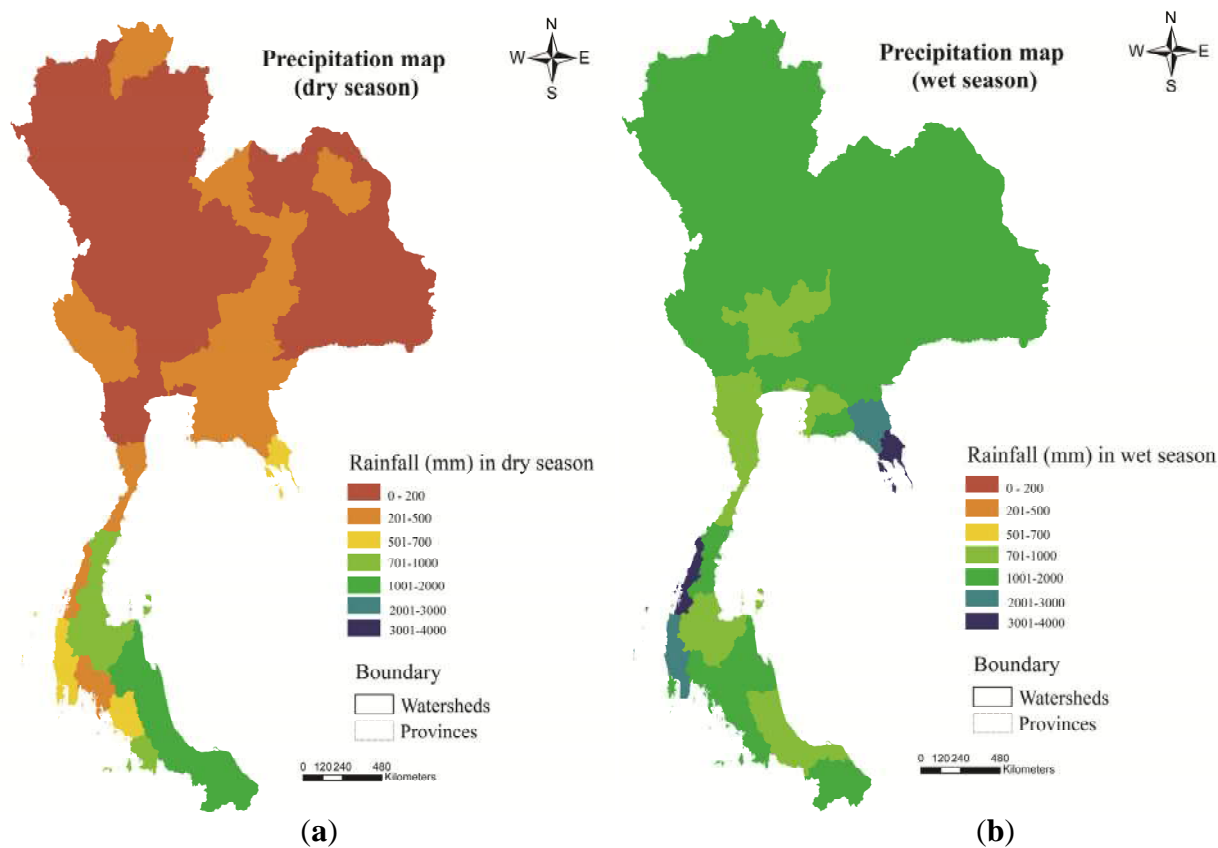 Precipitation map
(dry season)
N
W
E
S
Rainfall (mm) in dry season
0 - 200
201-500
501-700
701-1000
1001-2000
2001-3000
3001-4000
Boundary
Watersheds
Provinces
0 120 240 480
Kilometers
(a)
Precipitation map
(wet season)
N
W
E
S
Rainfall (mm) in wet season
0 - 200
201-500
501-700
701-1000
1001-2000
2001-3000
3001-4000
Boundary
Watersheds
Provinces
0 120 240 480
Kilometers
(b)